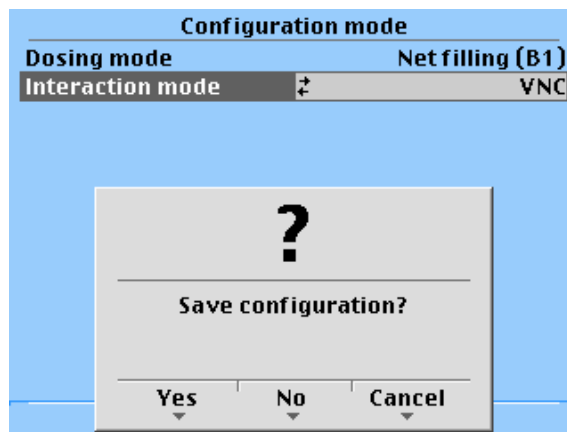 Configuration mode
Dosing mode Net filling (B1)
Interaction mode VNC
?
Save configuration?
Yes No Cancel